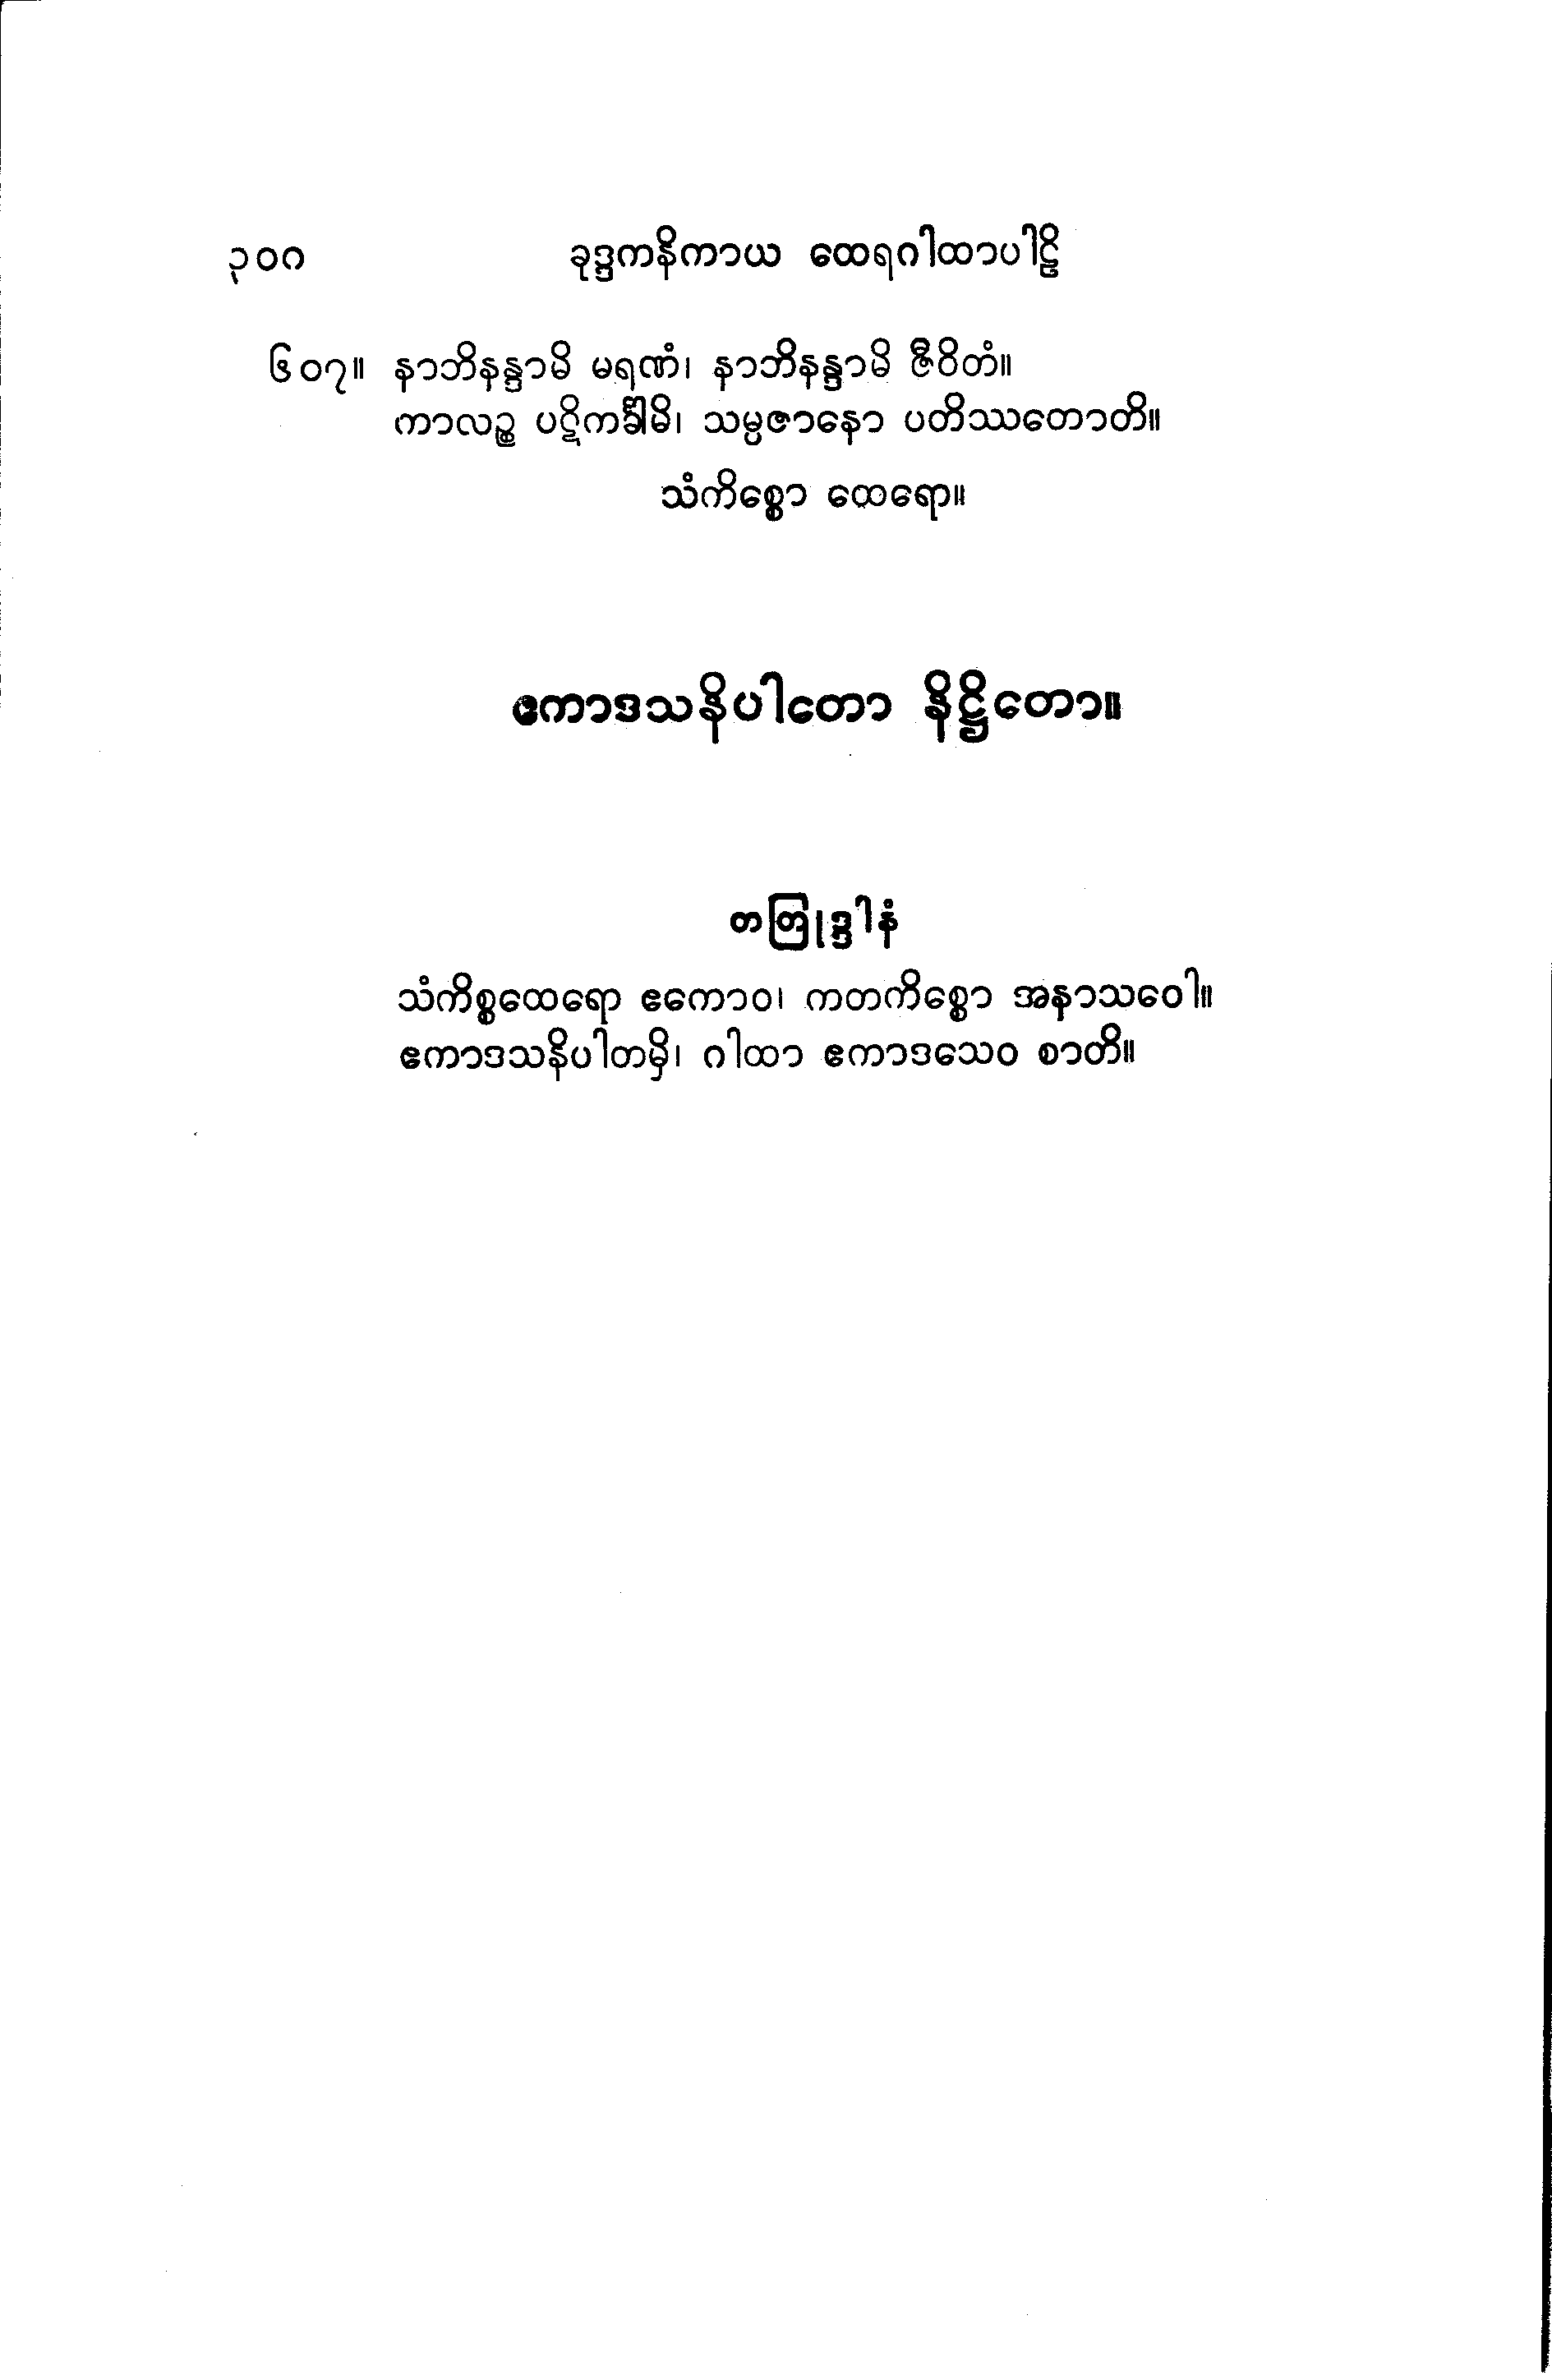 ၃၀ဂ ခုဒ္ဒကနိကာယ ထေရဂါထာပါဠိ
၆၀၇။ နာဘိနန္ဒာမိ မရဏံ၊ နာဘိနန္ဒာမိ ဇီဝိတံ။
ကာလဉ္စ ပဋိကင်္ခါမိ၊ သမ္ပဇာနော ပတိဿတောတိ။
သံကိစ္စော ထေရော။
ဧကာဒသနိပါတော နိဋ္ဌိတော။
တတြုဒ္ဒါနံ
သံကိစ္စထေရော ဧကောဝ၊ ကတကိစ္စော အနာသဝေါ။
ဧကာဒသနိပါတမှိ၊ ဂါထာ ဧကာဒသေဝ စာတိ။